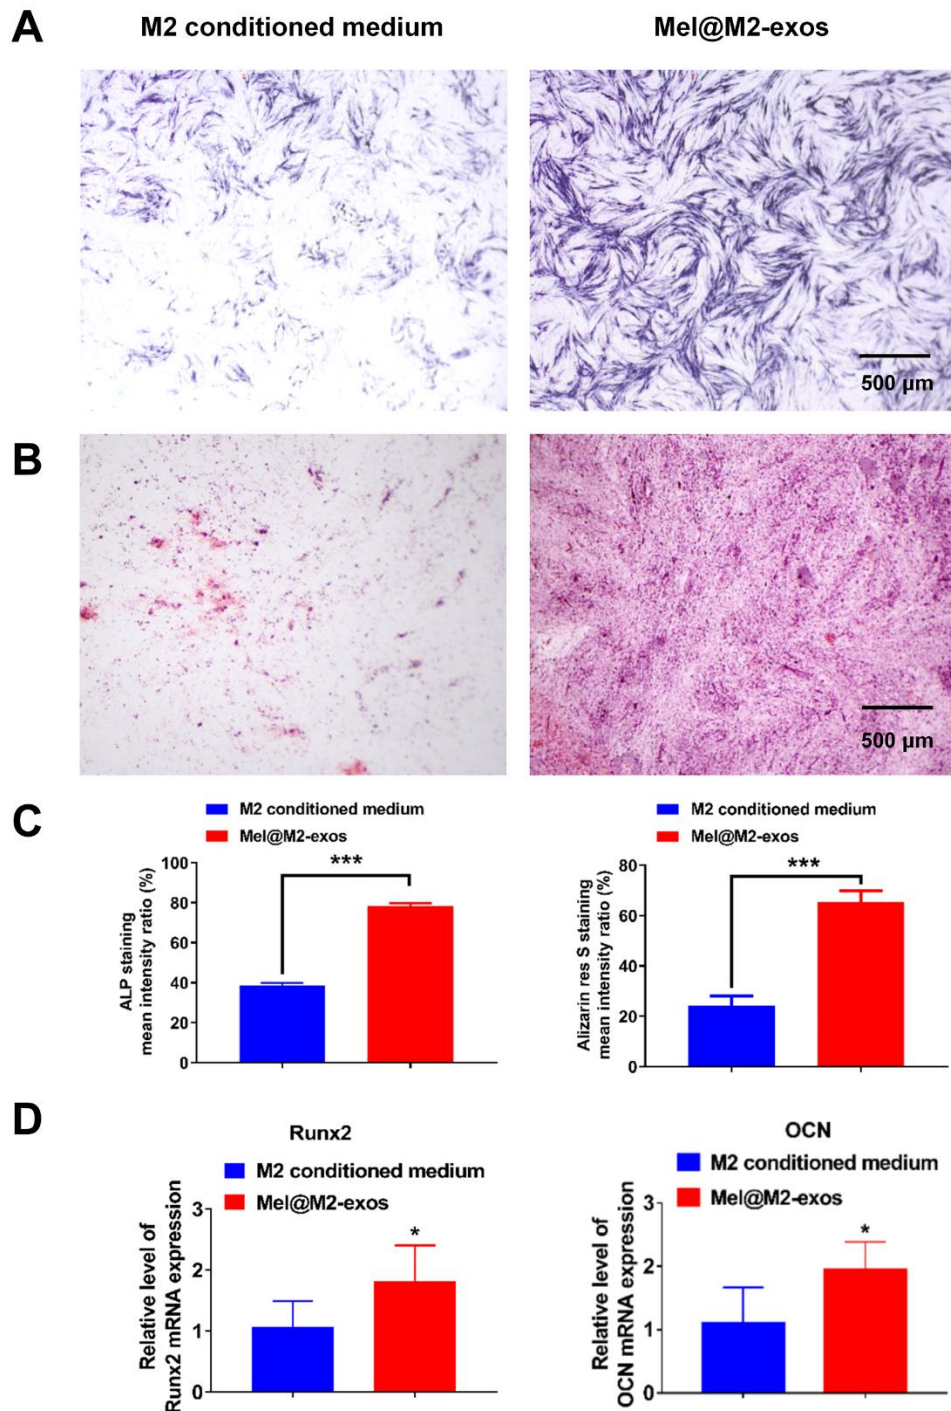 A
M2 conditioned medium
Mel@M2-exos
500 µm
B
500 µm
C
M2 conditioned medium
Mel@M2-exos
ALP staining
mean intensity ratio (%)
100
80
60
40
20
0
***
M2 conditioned medium
Mel@M2-exos
Alizarin res S staining
mean intensity ratio (%)
80
60
40
20
0
***
D
Runx2
M2 conditioned medium
Mel@M2-exos
Relative level of
Runx2 mRNA expression
3
2
1
0
*
OCN
M2 conditioned medium
Mel@M2-exos
Relative level of
OCN mRNA expression
3
2
1
0
*